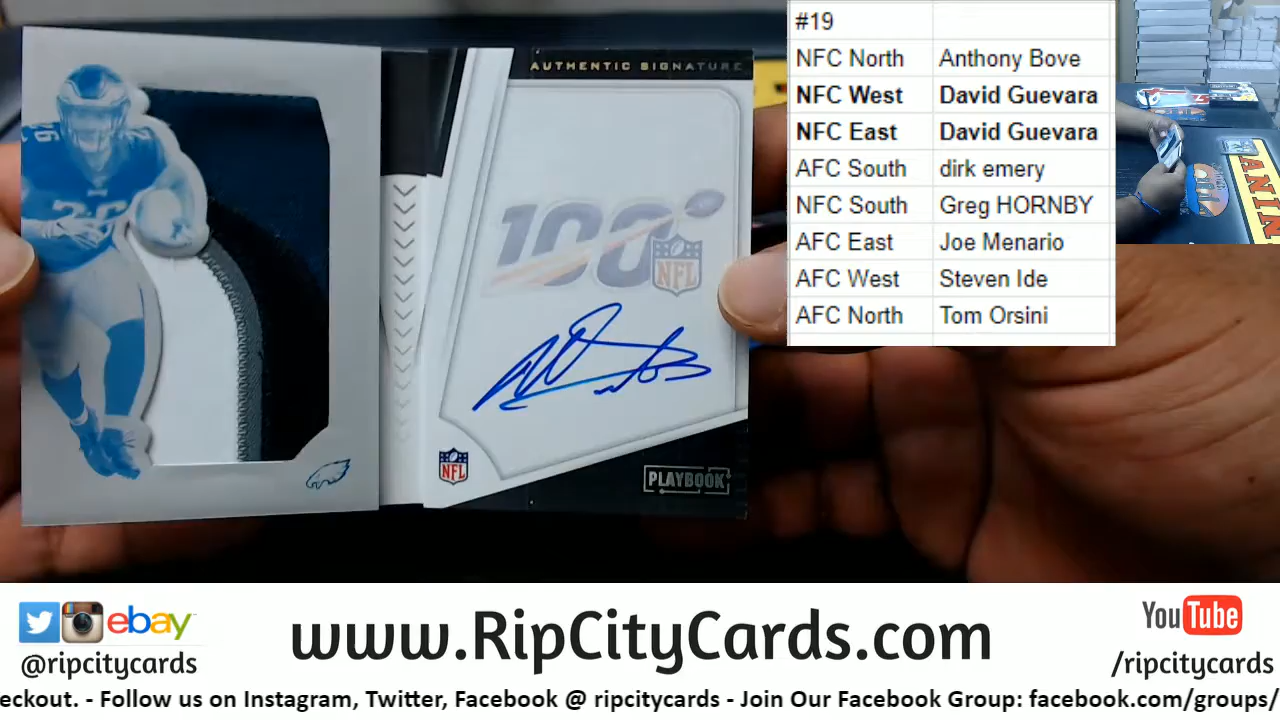 AUTHENTIC SIGNATURE
26
100
NFL
NFL
PLAYBOOK
#19
NFC North Anthony Bove
NFC West David Guevara
NFC East David Guevara
AFC South dirk emery
NFC South Greg HORNBY
AFC East Joe Menario
AFC West Steven Ide
AFC North Tom Orsini
PANINI
ebay
@ripcitycards
www.RipCityCards.com
YouTube
/ripcitycards
eckout. - Follow us on Instagram, Twitter, Facebook @ ripcitycards - Join Our Facebook Group: facebook.com/groups/